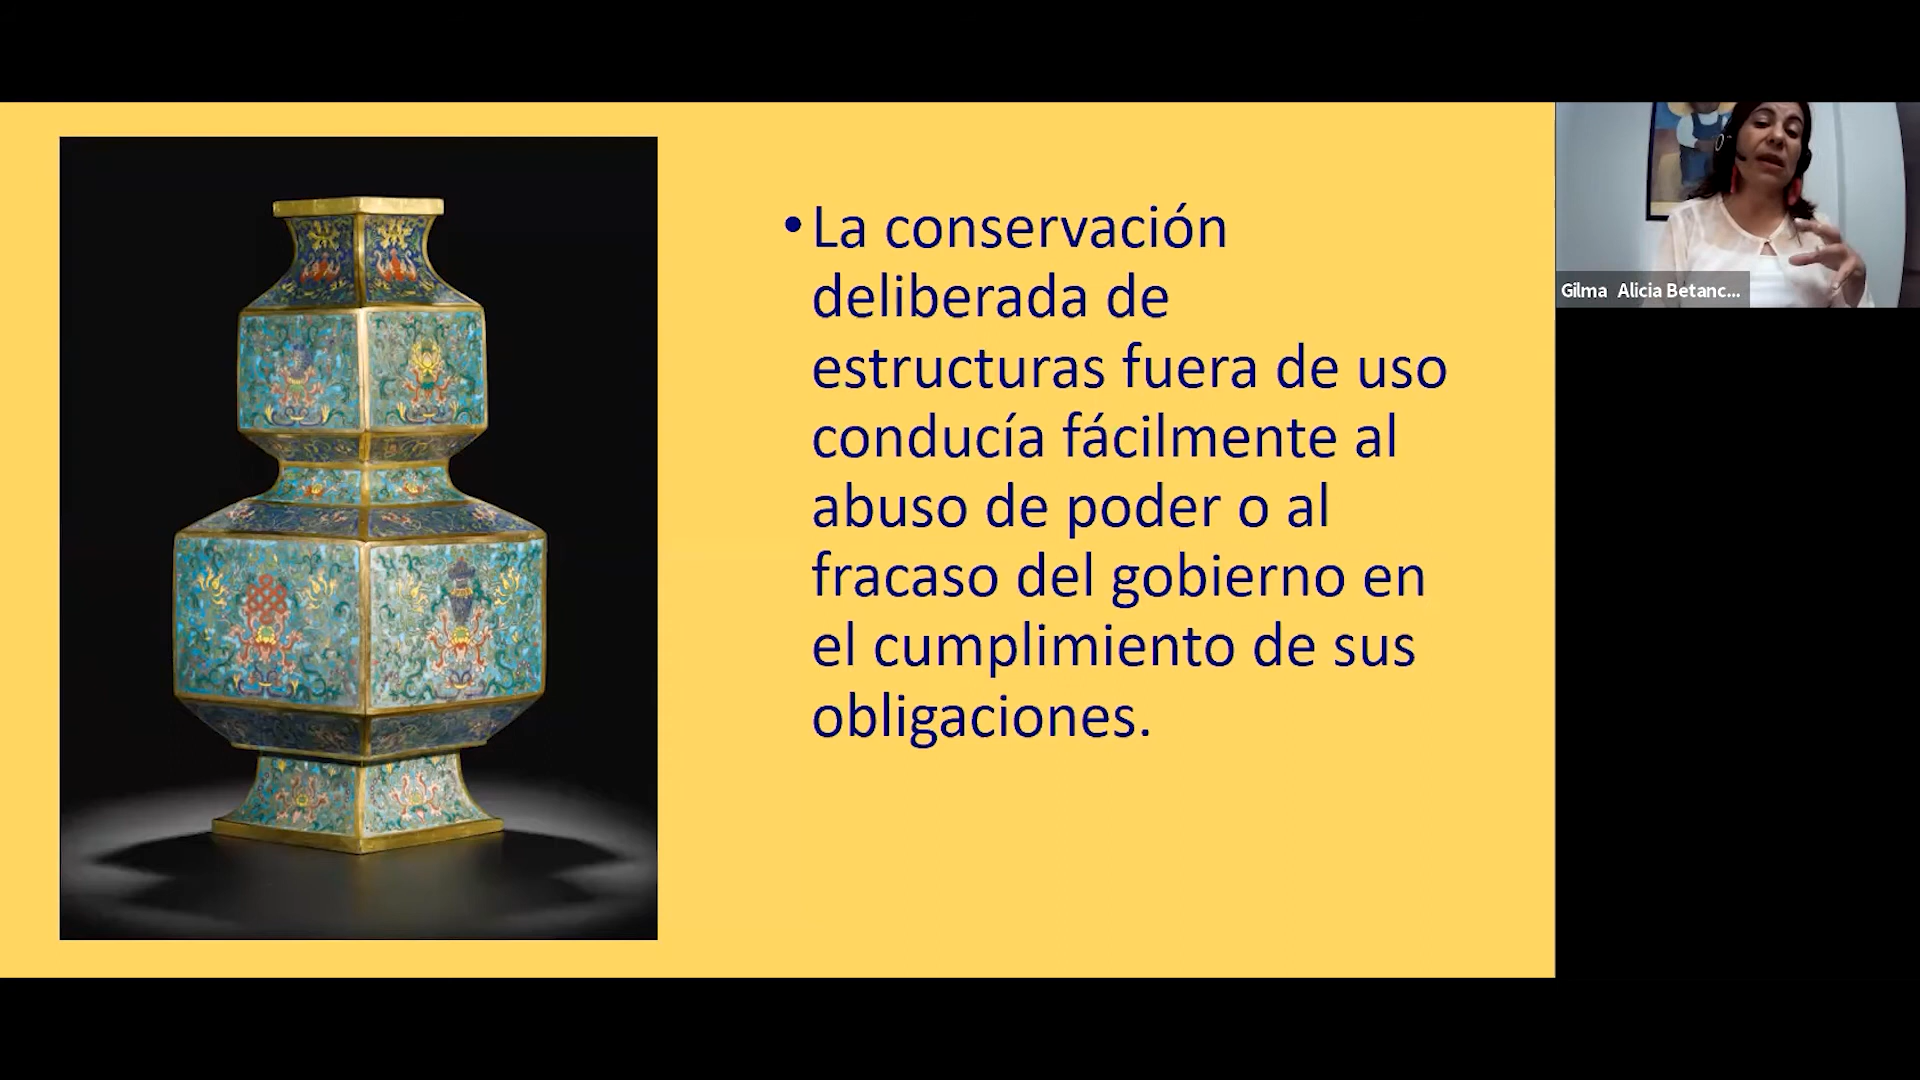 • La conservación
deliberada de
estructuras fuera de uso
conducía fácilmente al
abuso de poder o al
fracaso del gobierno en
el cumplimiento de sus
obligaciones.
Gilma Alicia Betanc...